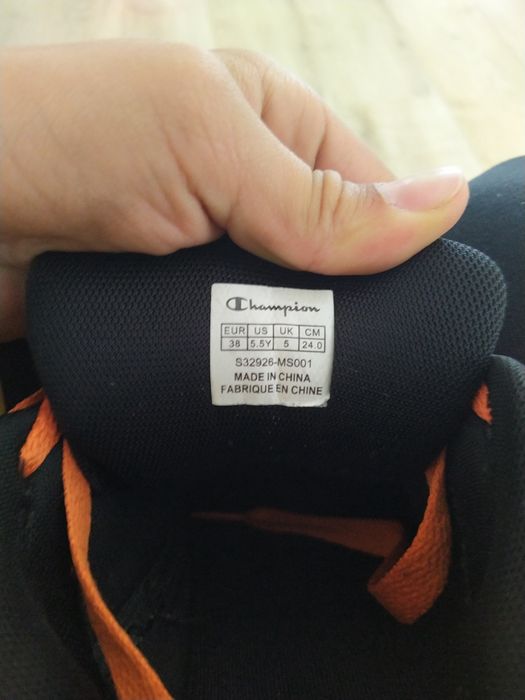 Champion
EUR US UK CM
38 5.5Y 5 24.0
S32926-MS001
MADE IN CHINA
FABRIQUE EN CHINE